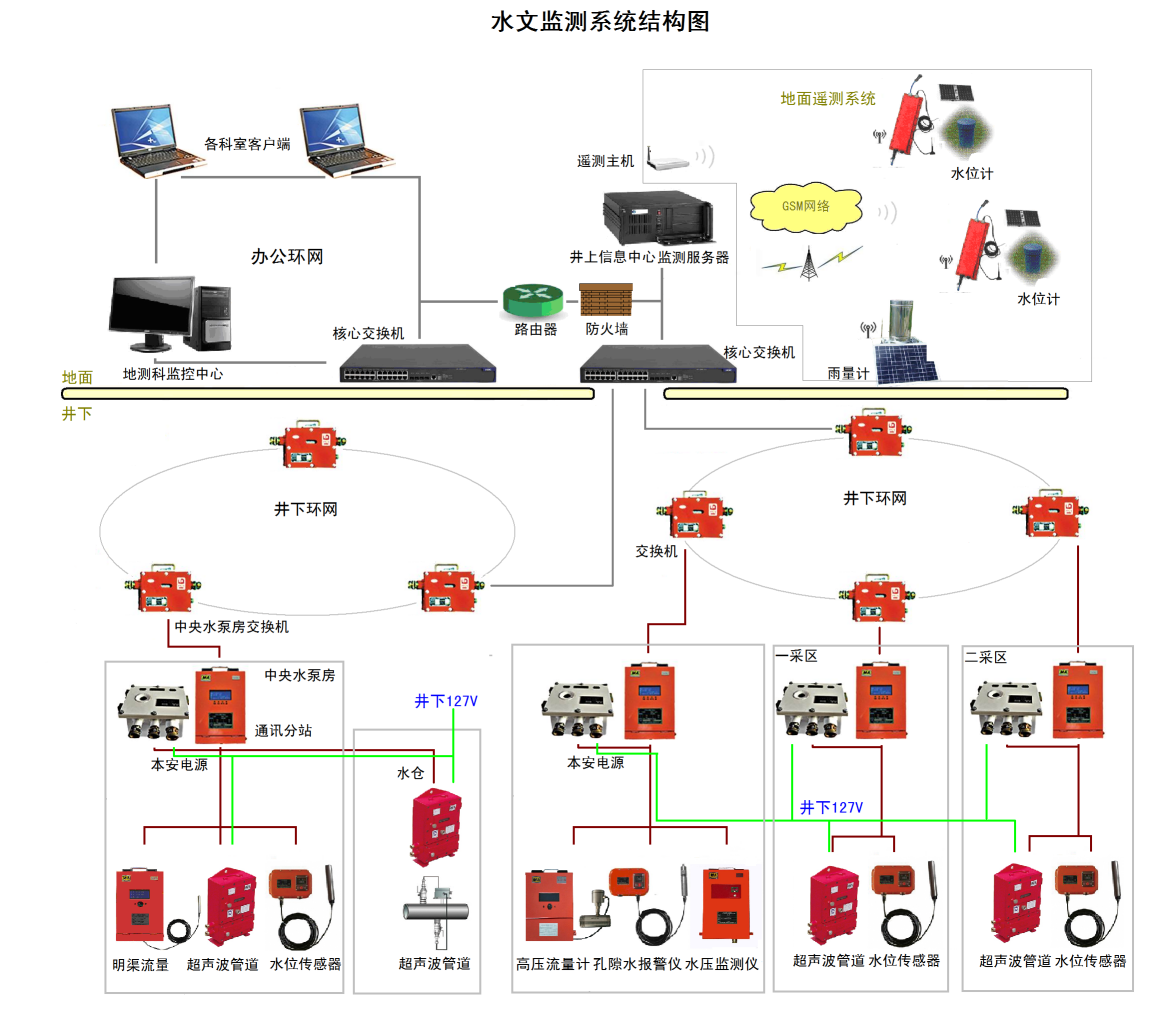 水文监测系统结构图
地面遥测系统
各科室客户端
遥测主机
水位计
GSM网络
办公环网
井上信息中心监测服务器
水位计
路由器
防火墙
核心交换机
核心交换机
地测科监控中心
雨量计
地面
井下
井下环网
井下环网
交换机
中央水泵房交换机
中央水泵房
一采区
二采区
井下127V
通讯分站
本安电源
水仓
本安电源
井下127V
明渠流量
超声波管道
水位传感器
超声波管道
高压流量计
孔隙水报警仪
水压监测仪
超声波管道
水位传感器
超声波管道
水位传感器